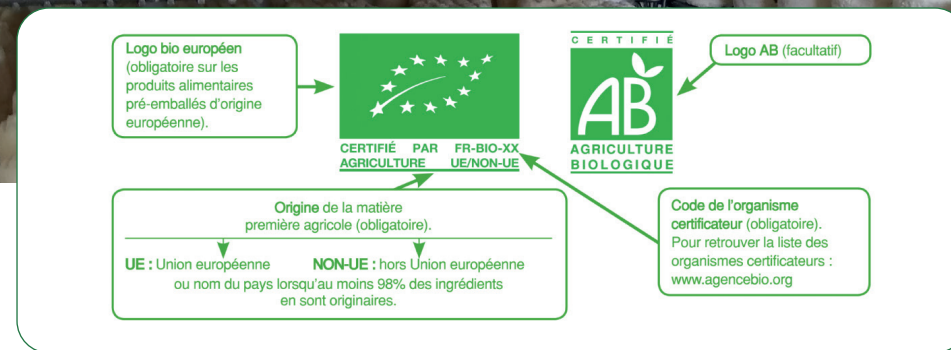 Logo bio européen
(obligatoire sur les
produits alimentaires
pré-emballés d'origine
européenne).
CERTIFIÉ PAR FR-BIO-XX
AGRICULTURE UE/NON-UE
CERTIFIÉ
AB
AGRICULTURE
BIOLOGIQUE
Logo AB (facultatif)
Origine de la matière
première agricole (obligatoire).
UE : Union européenne
NON-UE : hors Union européenne
ou nom du pays lorsqu'au moins 98% des ingrédients
en sont originaires.
Code de l'organisme
certificateur (obligatoire).
Pour retrouver la liste des
organismes certificateurs :
www.agencebio.org